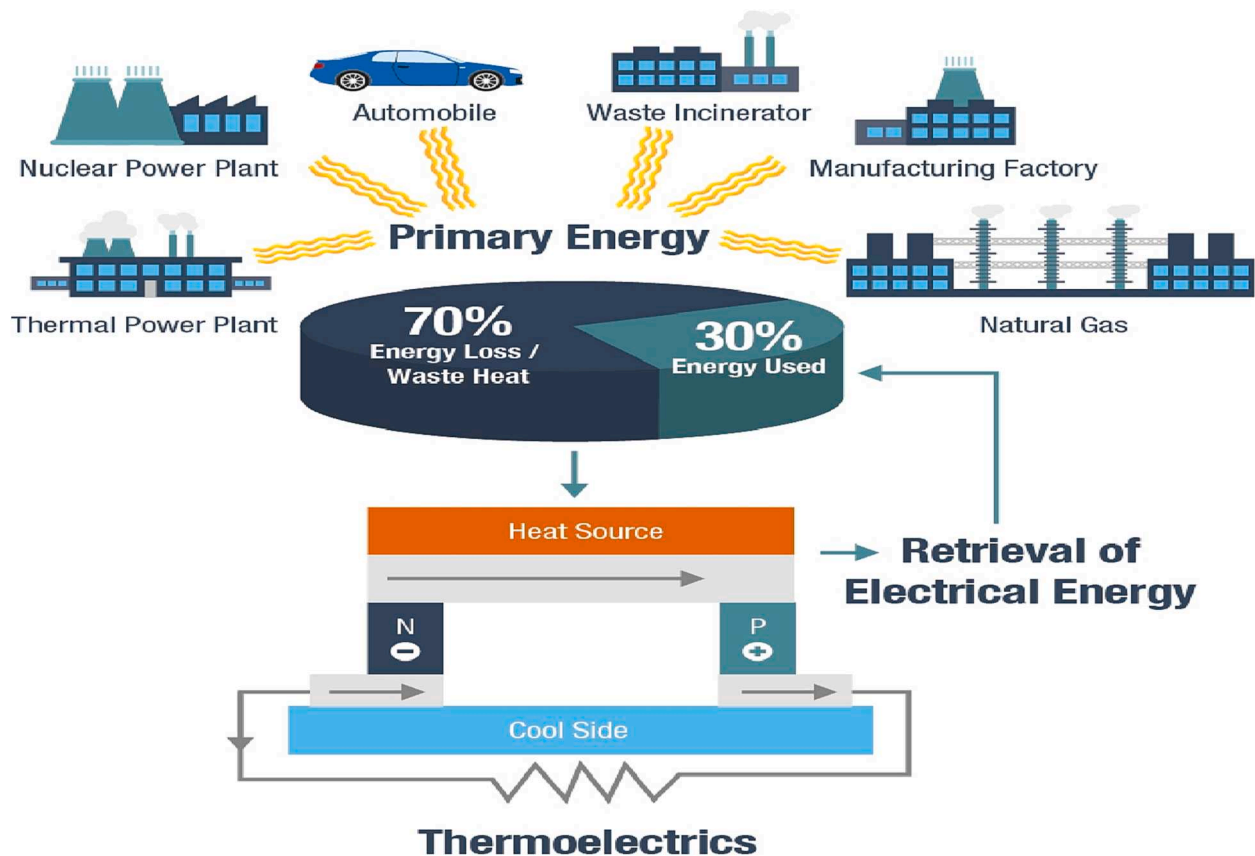 Automobile
Waste Incinerator
Nuclear Power Plant
Manufacturing Factory
Primary Energy
Thermal Power Plant
Natural Gas
70%
Energy Loss /
Waste Heat
30%
Energy Used
Heat Source
Retrieval of
Electrical Energy
N
P
Cool Side
Thermoelectrics